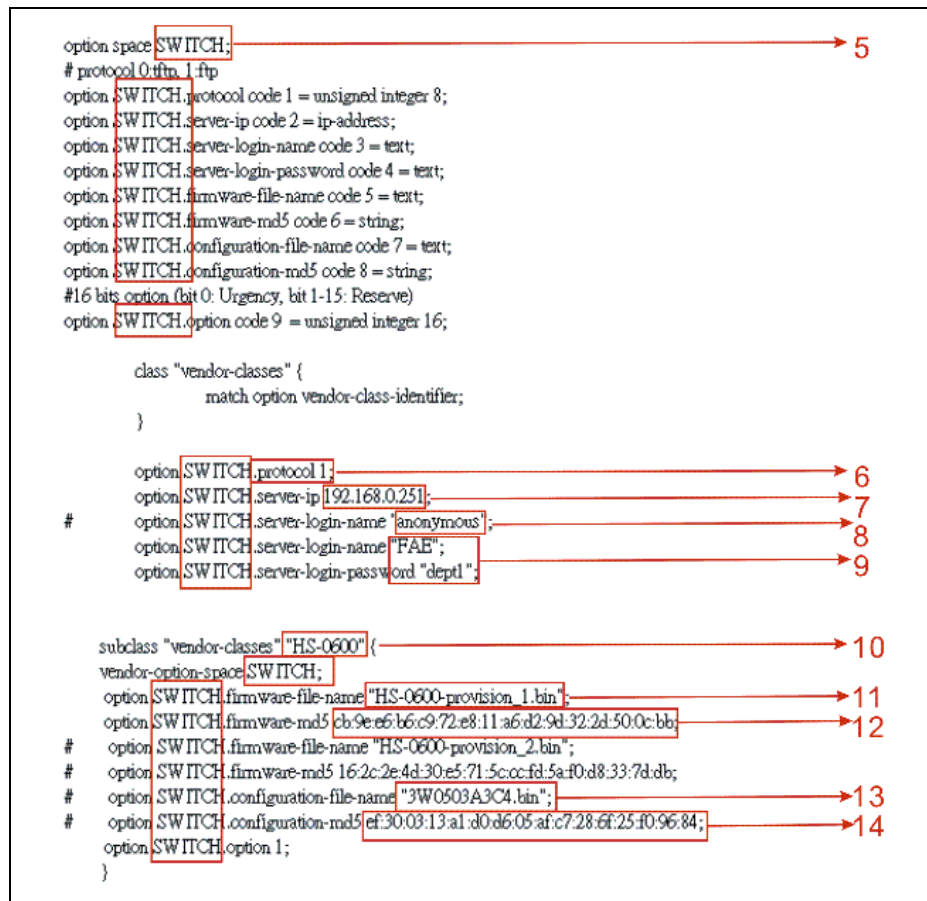 option space SWITCH; 5
# protocol 0:tftp, 1:ftp
option SWITCH.protocol code 1 = unsigned integer 8;
option SWITCH.server-ip code 2 = ip-address;
option SWITCH.server-login-name code 3 = text;
option SWITCH.server-login-password code 4 = text;
option SWITCH.firmware-file-name code 5 = text;
option SWITCH.firmware-md5 code 6 = string;
option SWITCH.configuration-file-name code 7 = text;
option SWITCH.configuration-md5 code 8 = string;
#16 bits option (bit 0: Urgency, bit 1-15: Reserve)
option SWITCH.option code 9 = unsigned integer 16;
class "vendor-classes" {
match option vendor-class-identifier;
}
option SWITCH.protocol 1; 6
option SWITCH.server-ip 192.168.0.251; 7
# option SWITCH.server-login-name "anonymous"; 8
option SWITCH.server-login-name "FAE";
option SWITCH.server-login-password "dept1"; 9
subclass "vendor-classes" "HS-0600" { 10
vendor-option-space SWITCH;
option SWITCH.firmware-file-name "HS-0600-provision_1.bin"; 11
option SWITCH.firmware-md5 cb:9e:e6:b6:c9:72:e8:11:a6:d2:9d:32:2d:50:0c:bb; 12
# option SWITCH.firmware-file-name "HS-0600-provision_2.bin";
# option SWITCH.firmware-md5 16:2c:2e:4d:30:e5:71:5c:cc:fd:5a:f0:d8:33:7d:db;
# option SWITCH.configuration-file-name "3W0503A3C4.bin"; 13
# option SWITCH.configuration-md5 ef:30:03:13:a1:d0:d6:05:af:c7:28:6f:25:f0:96:84; 14
option SWITCH.option 1;
}